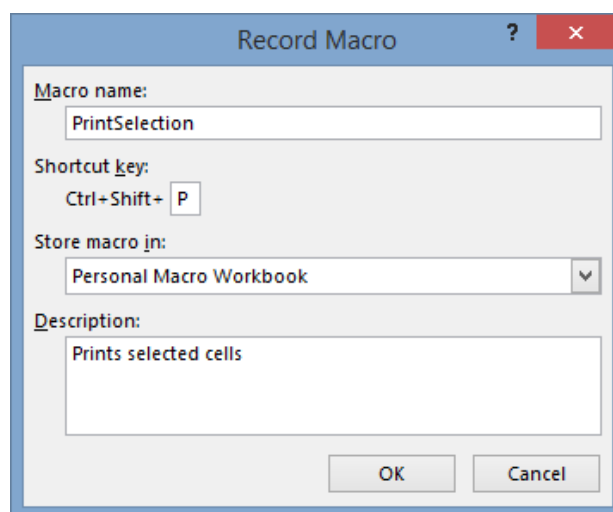 Record Macro ?
Macro name:
PrintSelection
Shortcut key:
Ctrl+Shift+ P
Store macro in:
Personal Macro Workbook
Description:
Prints selected cells
OK Cancel